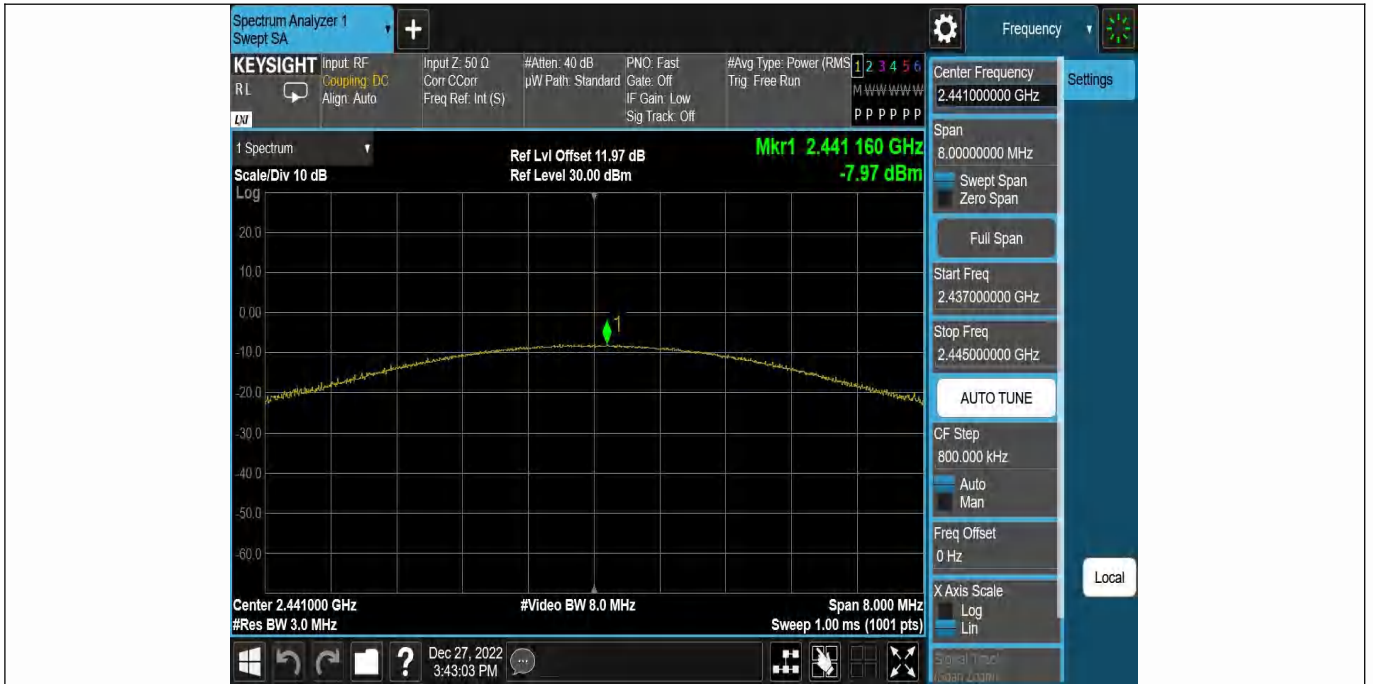 Spectrum Analyzer 1
Swept SA
+
Frequency
KEYSIGHT
RL
LXI
Input: RF
Coupling: DC
Align: Auto
Input Z: 50 Ω
Corr CCorr
Freq Ref: Int (S)
#Atten: 40 dB
µW Path: Standard
PNO: Fast
Gate: Off
IF Gain: Low
Sig Track: Off
#Avg Type: Power (RMS
Trig: Free Run
1 2 3 4 5 6
M W W W W W
P P P P P P
Center Frequency
2.441000000 GHz
Settings
Span
8.00000000 MHz
Swept Span
Zero Span
Full Span
Start Freq
2.437000000 GHz
Stop Freq
2.445000000 GHz
AUTO TUNE
CF Step
800.000 kHz
Auto
Man
Freq Offset
0 Hz
X Axis Scale
Log
Lin
Signal Track
(Span Zoom)
Local
1 Spectrum
Scale/Div 10 dB
Log
Ref Lvl Offset 11.97 dB
Ref Level 30.00 dBm
Mkr1 2.441 160 GHz
-7.97 dBm
20.0
10.0
0.00
1
-10.0
-20.0
-30.0
-40.0
-50.0
-60.0
Center 2.441000 GHz
#Res BW 3.0 MHz
#Video BW 8.0 MHz
Span 8.000 MHz
Sweep 1.00 ms (1001 pts)
?
Dec 27, 2022
3:43:03 PM